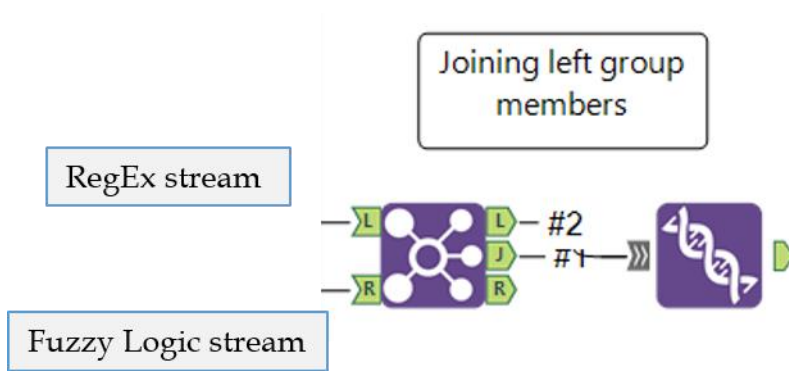 Joining left group
members
RegEx stream
L L #2
J #1
R R
Fuzzy Logic stream